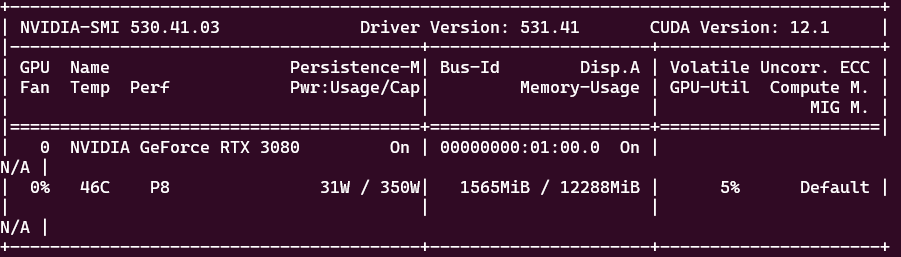 +---------------------------------------------------------------------------------------+
| NVIDIA-SMI 530.41.03              Driver Version: 531.41       CUDA Version: 12.1     |
|-----------------------------------------+----------------------+----------------------+
| GPU  Name                  Persistence-M| Bus-Id        Disp.A | Volatile Uncorr. ECC |
| Fan  Temp  Perf            Pwr:Usage/Cap|         Memory-Usage | GPU-Util  Compute M. |
|                                         |                      |               MIG M. |
|=========================================+======================+======================|
|   0  NVIDIA GeForce RTX 3080         On | 00000000:01:00.0  On |
N/A |
|  0%   46C    P8               31W / 350W|   1565MiB / 12288MiB |      5%      Default |
|                                         |                      |
N/A |
+-----------------------------------------+----------------------+----------------------+